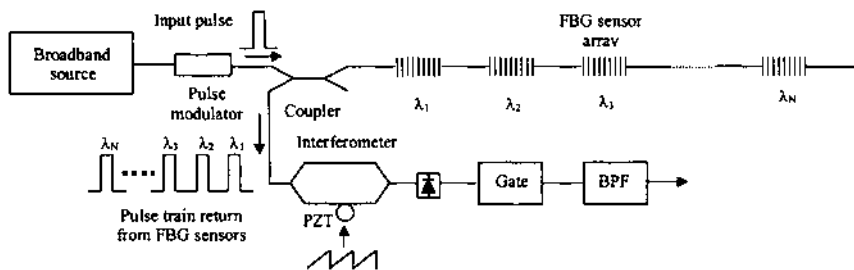 Input pulse
FBG sensor
array
Broadband
source
Pulse
modulator
Coupler
λ1
λ2
λ3
λN
Interferometer
λN
λ3
λ2
λ1
Gate
BPF
Pulse train return
from FBG sensors
PZT